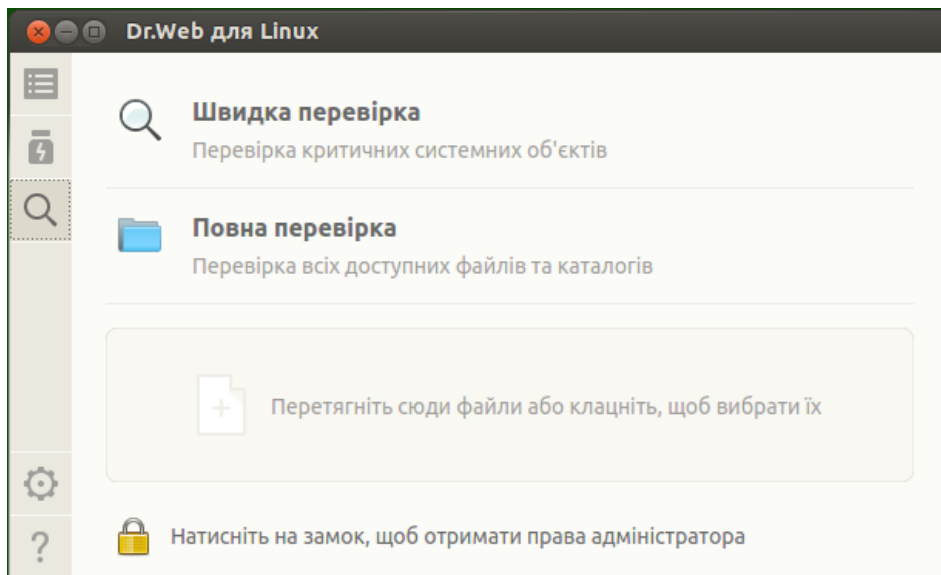 Dr.Web для Linux
Швидка перевірка
Перевірка критичних системних об'єктів
Повна перевірка
Перевірка всіх доступних файлів та каталогів
Перетягніть сюди файли або клацніть, щоб вибрати їх
Натисніть на замок, щоб отримати права адміністратора
?